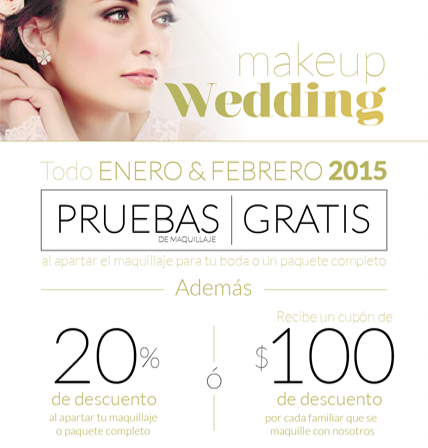 makeup
Wedding
Todo ENERO & FEBRERO 2015
PRUEBAS GRATIS
DE MAQUILLAJE
al apartar el maquillaje para tu boda o un paquete completo
Además
Recibe un cupón de
20% ó $100
de descuento
al apartar tu maquillaje
o paquete completo
de descuento
por cada familiar que se
maquille con nosotros